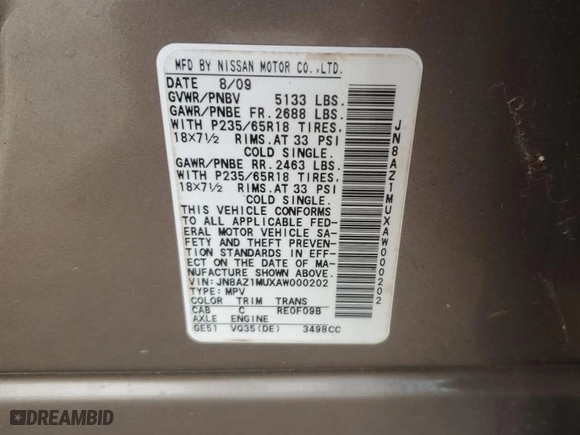 MFD BY NISSAN MOTOR CO.,LTD.
DATE 8/09
GVWR/PNBV 5133 LBS.
GAWR/PNBE FR. 2688 LBS.
WITH P235/65R18 TIRES.
18X7½ RIMS.AT 33 PSI
COLD SINGLE.
GAWR/PNBE RR. 2463 LBS.
WITH P235/65R18 TIRES.
18X7½ RIMS.AT 33 PSI
COLD SINGLE.
THIS VEHICLE CONFORMS
TO ALL APPLICABLE FED-
ERAL MOTOR VEHICLE SA-
FETY AND THEFT PREVEN-
TION STANDARDS IN EFF-
ECT ON THE DATE OF MA-
NUFACTURE SHOWN ABOVE.
VIN: JN8AZ1MUXAW000202
TYPE: MPV
COLOR TRIM TRANS
CAB C RE0F09B
AXLE ENGINE
GE51 VQ35(DE) 3498CC
JN8AZ1MUXAW000202
DREAMBID